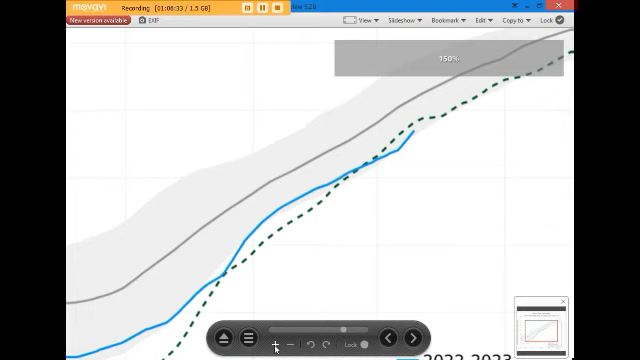 movavi Recording [01:06:33 / 1.5 GB]
New version available EXIF View Slideshow Bookmark Edit Copy to Lock
150%
Lock
2022-2023